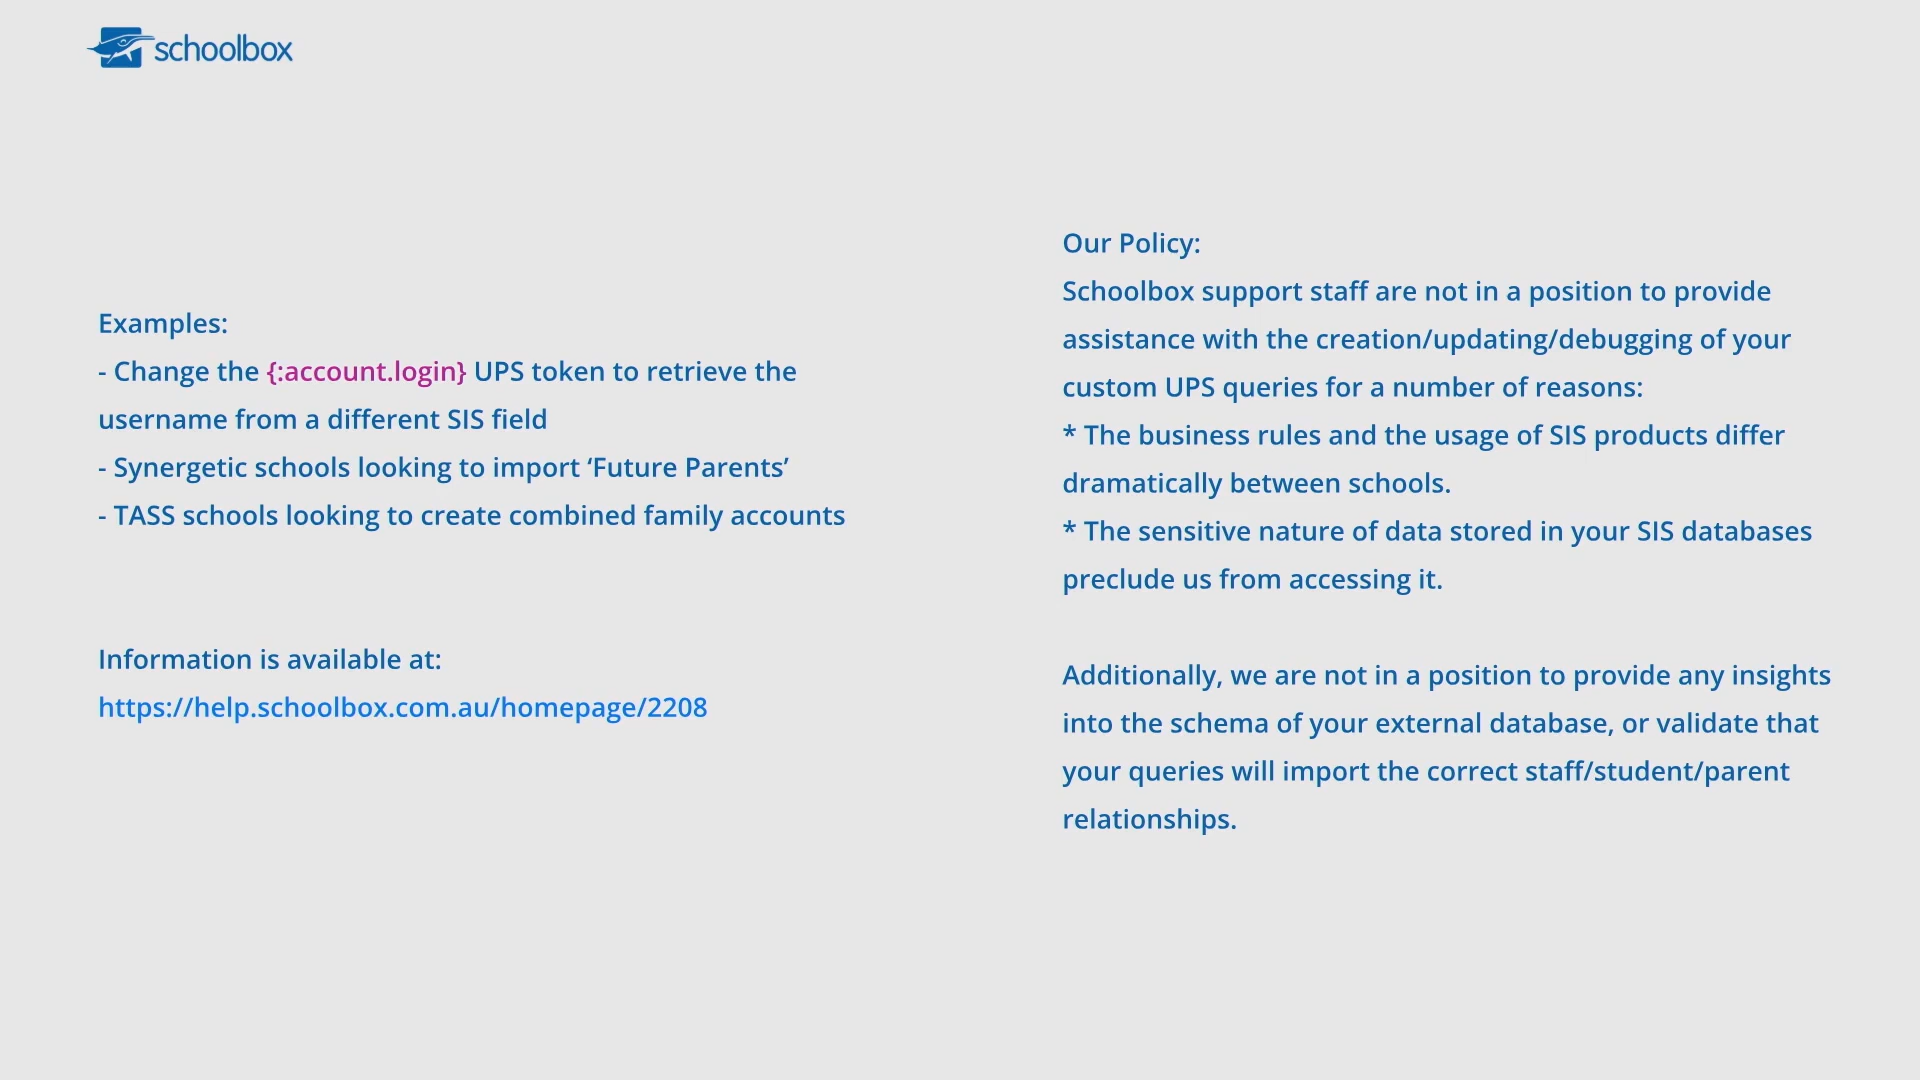 schoolbox
Examples:
- Change the {:account.login} UPS token to retrieve the
username from a different SIS field
- Synergetic schools looking to import ‘Future Parents’
- TASS schools looking to create combined family accounts
Information is available at:
https://help.schoolbox.com.au/homepage/2208
Our Policy:
Schoolbox support staff are not in a position to provide
assistance with the creation/updating/debugging of your
custom UPS queries for a number of reasons:
* The business rules and the usage of SIS products differ
dramatically between schools.
* The sensitive nature of data stored in your SIS databases
preclude us from accessing it.
Additionally, we are not in a position to provide any insights
into the schema of your external database, or validate that
your queries will import the correct staff/student/parent
relationships.